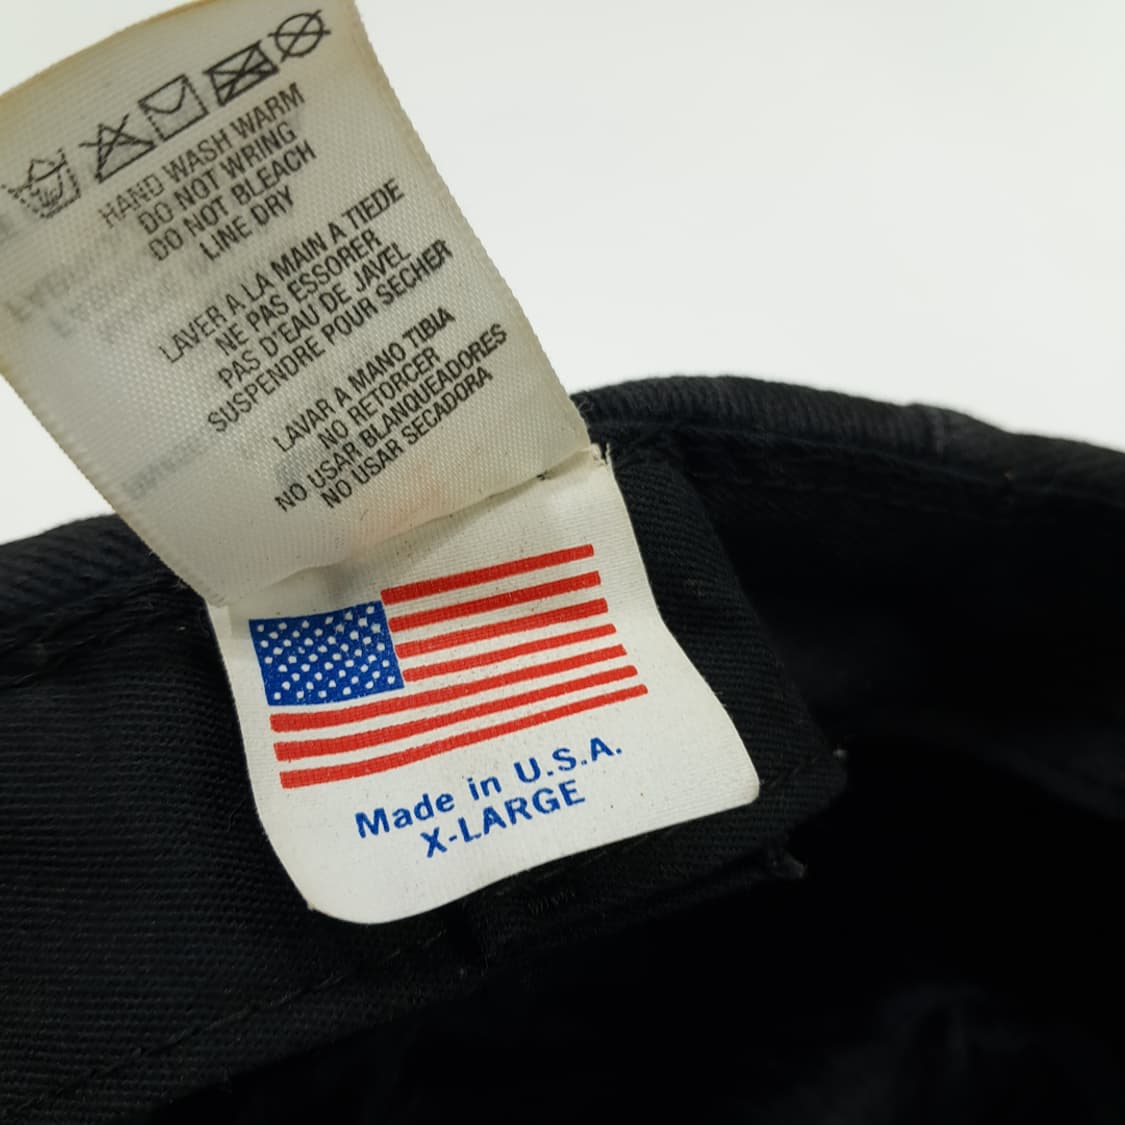 HAND WASH WARM
DO NOT WRING
DO NOT BLEACH
LINE DRY
LAVER A LA MAIN A TIEDE
NE PAS ESSORER
PAS D'EAU DE JAVEL
SUSPENDRE POUR SECHER
LAVAR A MANO TIBIA
NO RETORCER
NO USAR BLANQUEADORES
NO USAR SECADORA
Made in U.S.A.
X-LARGE